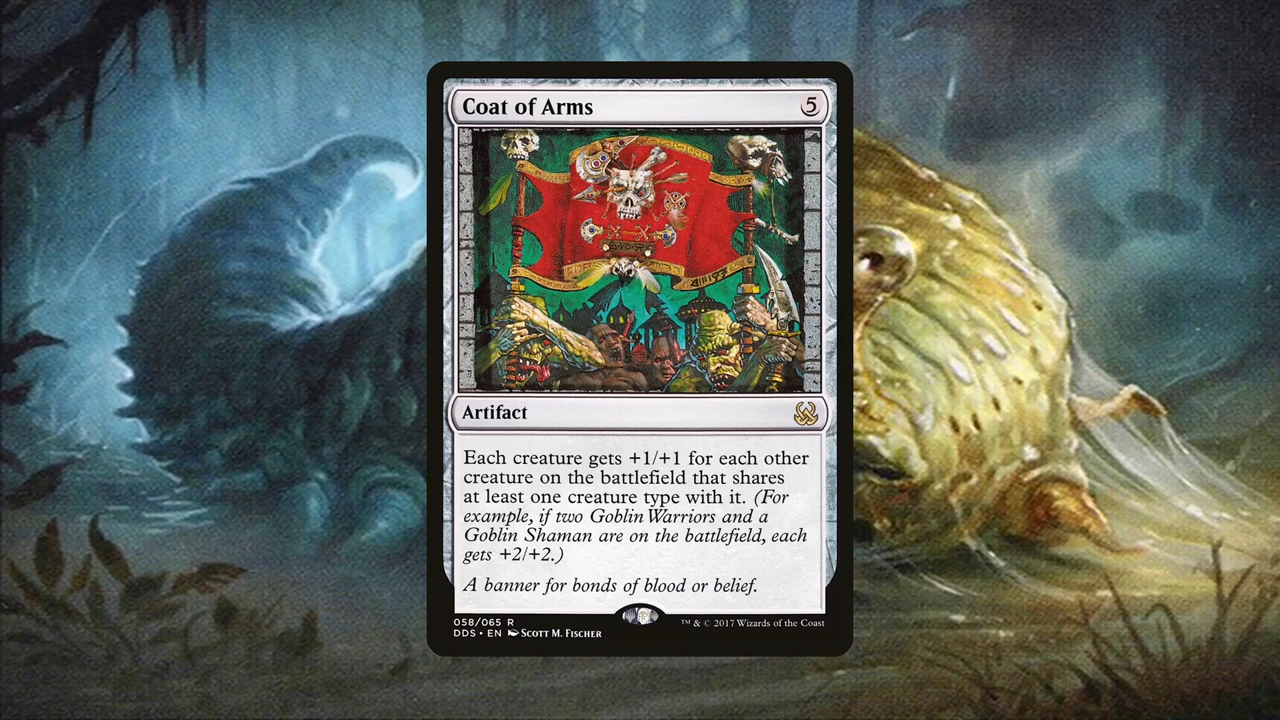 Coat of Arms 5
Artifact
Each creature gets +1/+1 for each other
creature on the battlefield that shares
at least one creature type with it. (For
example, if two Goblin Warriors and a
Goblin Shaman are on the battlefield, each
gets +2/+2.)
A banner for bonds of blood or belief.
058/065 R
DDS • EN SCOTT M. FISCHER
™ & © 2017 Wizards of the Coast